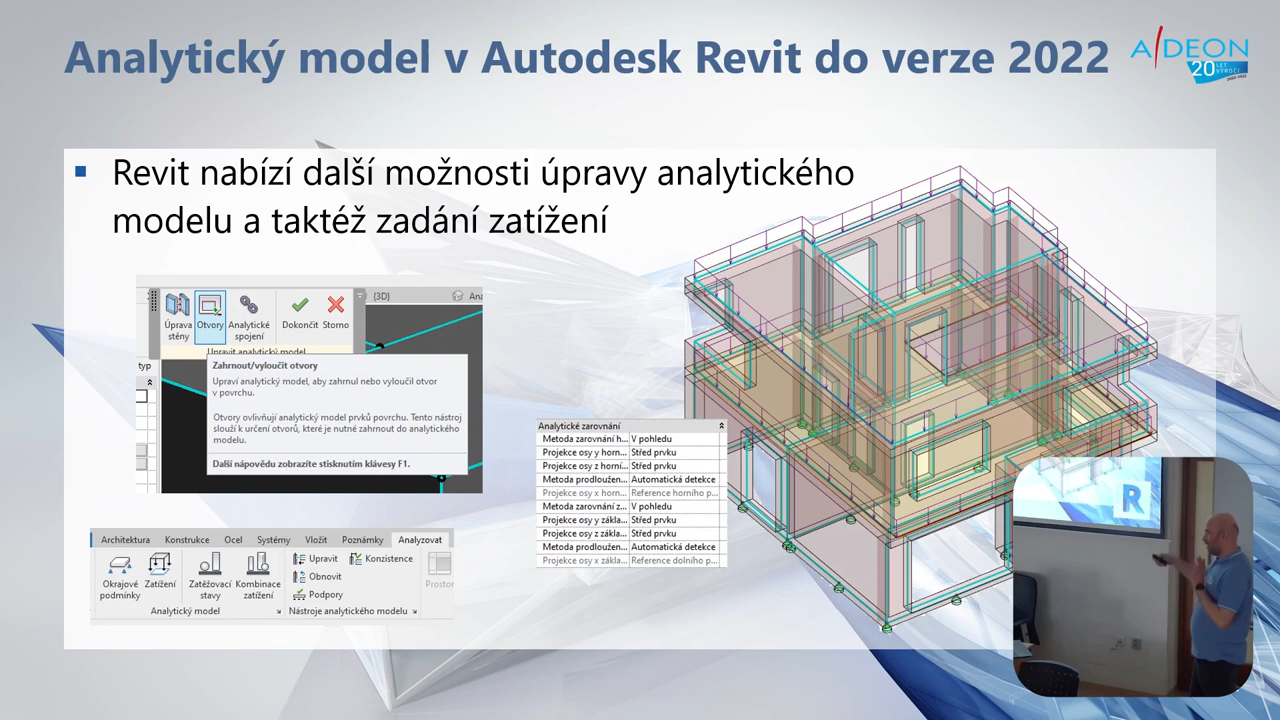 Analytický model v Autodesk Revit do verze 2022
A/DEON
20 LET VÝROČÍ
Revit nabízí další možnosti úpravy analytického
modelu a taktéž zadání zatížení
(3D)
Ana
Úprava stěny
Otvory
Analytické spojení
Dokončit
Storno
Upravit analytický model
typ
Zahrnout/vyloučit otvory
Upraví analytický model, aby zahrnul nebo vyloučil otvor
v povrchu.
Otvory ovlivňují analytický model prvků povrchu. Tento nástroj
slouží k určení otvorů, které je nutné zahrnout do analytického
modelu.
Další nápovědu zobrazíte stisknutím klávesy F1.
Analytické zarovnání
Metoda zarovnání h... V pohledu
Projekce osy y horn... Střed prvku
Projekce osy z horní... Střed prvku
Metoda prodloužen... Automatická detekce
Projekce osy x horn... Reference horního p...
Metoda zarovnání z... V pohledu
Projekce osy y zákla... Střed prvku
Projekce osy z zákla... Střed prvku
Metoda prodloužen... Automatická detekce
Projekce osy x zákla... Reference dolního p...
Architektura Konstrukce Ocel Systémy Vložit Poznámky Analyzovat
Okrajové podmínky
Zatížení
Zatěžovací stavy
Kombinace zatížení
Upravit
Konzistence
Obnovit
Podpory
Prostor
Analytický model
Nástroje analytického modelu
R